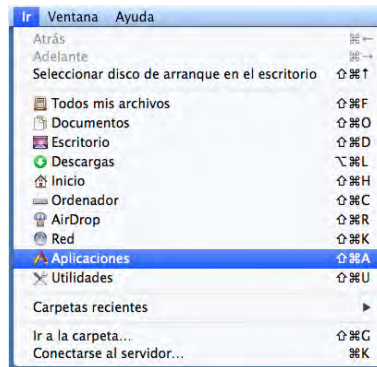 Ir Ventana Ayuda
Atrás ⌘←
Adelante ⌘→
Seleccionar disco de arranque en el escritorio ⇧⌘↑
Todos mis archivos ⇧⌘F
Documentos ⇧⌘O
Escritorio ⇧⌘D
Descargas ⌥⌘L
Inicio ⇧⌘H
Ordenador ⇧⌘C
AirDrop ⇧⌘R
Red ⇧⌘K
Aplicaciones ⇧⌘A
Utilidades ⇧⌘U
Carpetas recientes ▶
Ir a la carpeta... ⇧⌘G
Conectarse al servidor... ⌘K